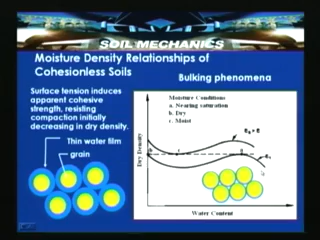 SOIL MECHANICS
Moisture Density Relationships of
Cohesionless Soils
Bulking phenomena
Surface tension induces
apparent cohesive
strength, resisting
compaction initially
decreasing in dry density.
Thin water film
grain
Moisture Conditions
a. Nearing saturation
b. Dry
c. Moist
Dry Density
Water Content